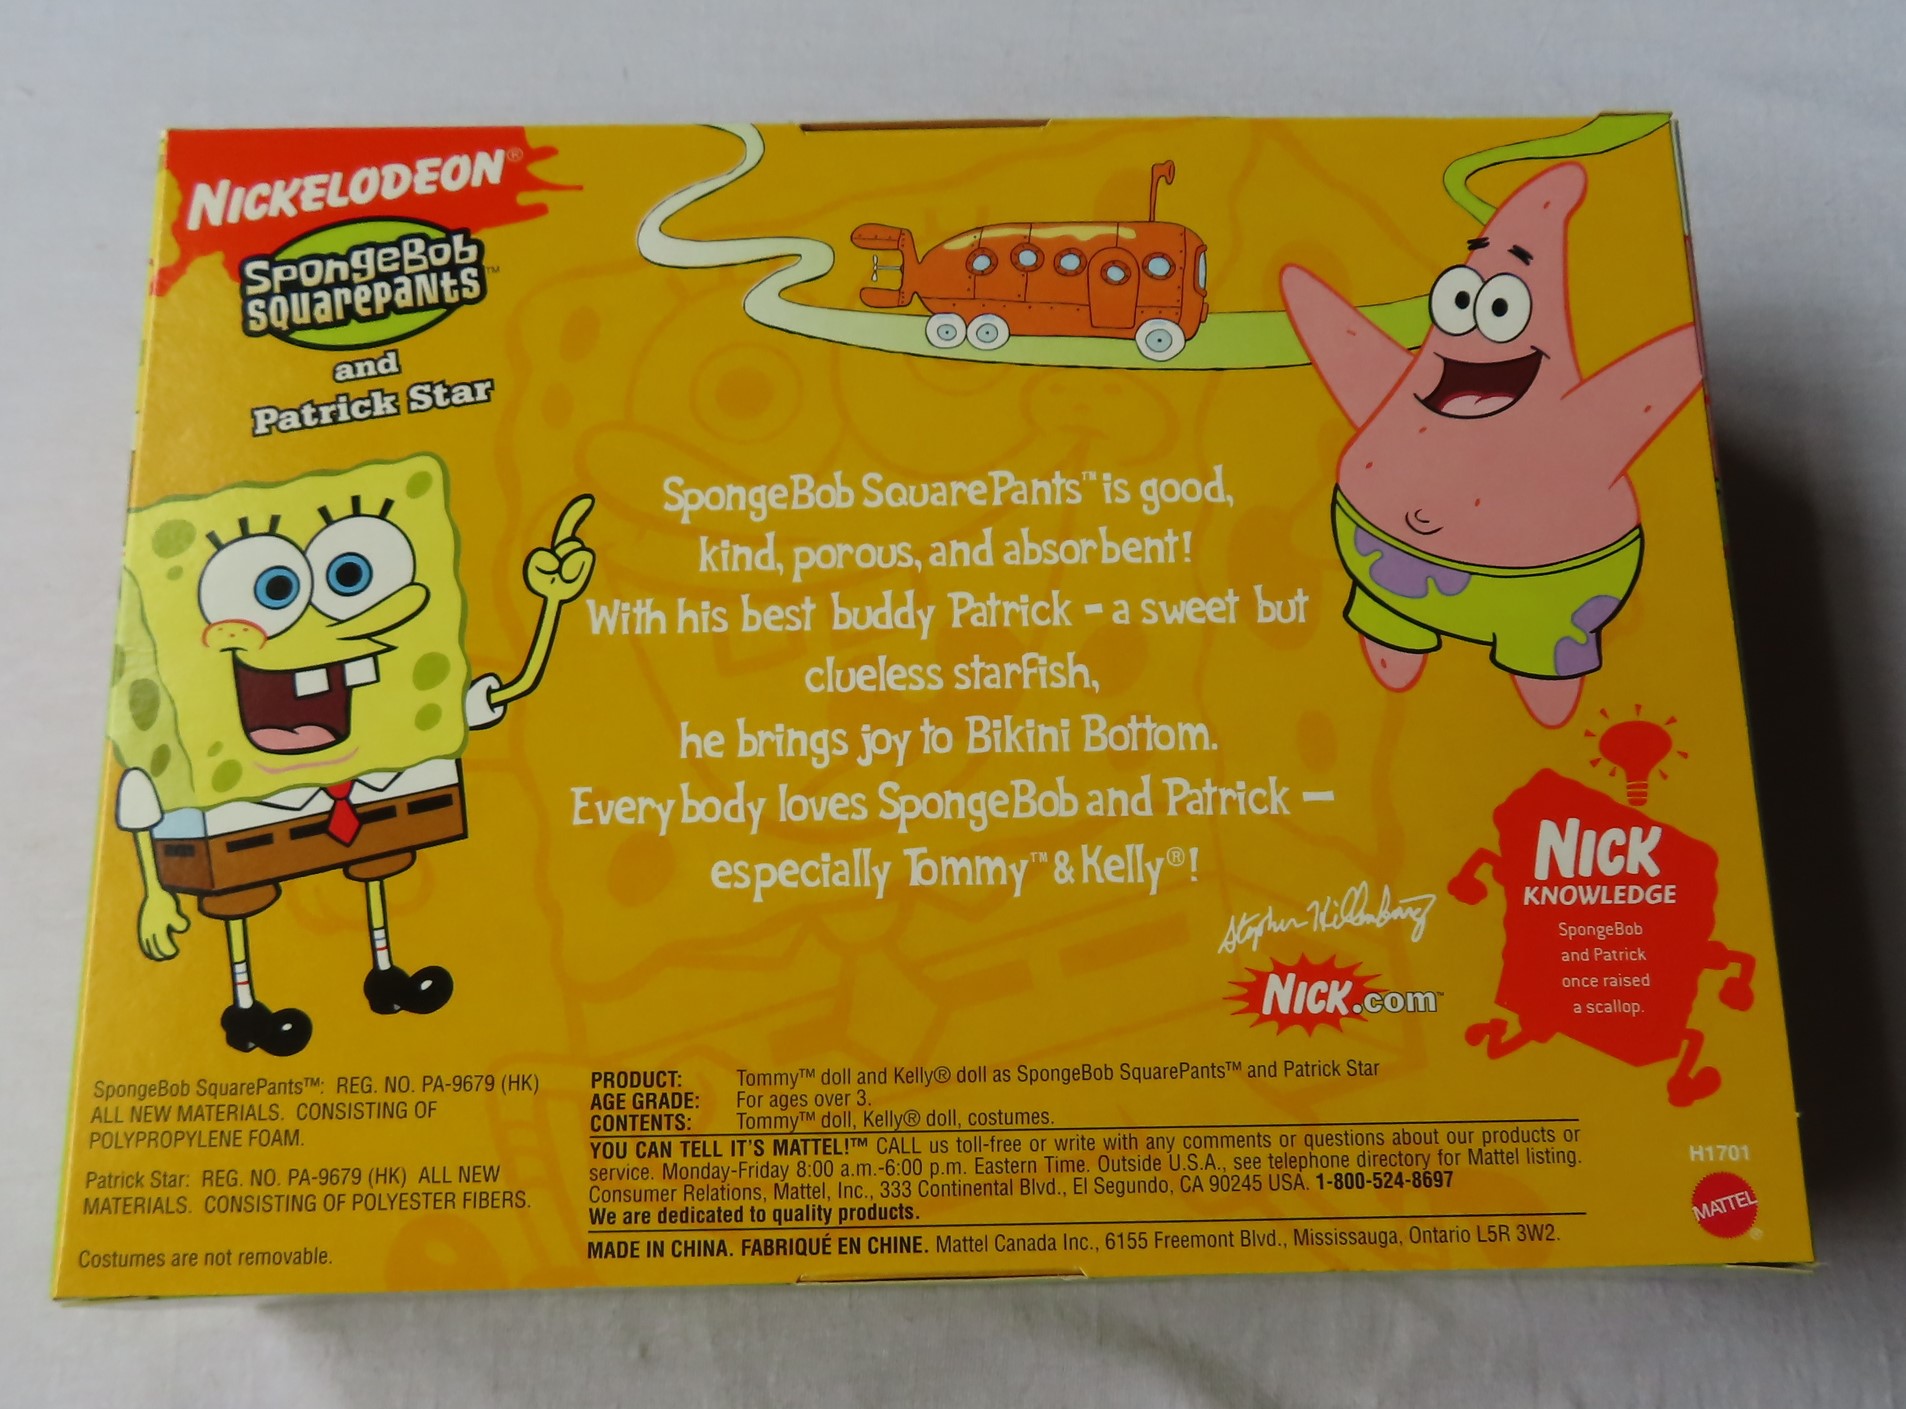 NICKELODEON®
SpongeBob
SQUAREPANTS™
and
Patrick Star
SpongeBob SquarePants™ is good,
kind, porous, and absorbent!
With his best buddy Patrick – a sweet but
clueless starfish,
he brings joy to Bikini Bottom.
Everybody loves SpongeBob and Patrick –
especially Tommy™ & Kelly®!
Stephen Hillenburg
NICK.com™
NICK
KNOWLEDGE
SpongeBob
and Patrick
once raised
a scallop.
SpongeBob SquarePants™: REG. NO. PA-9679 (HK)
ALL NEW MATERIALS. CONSISTING OF
POLYPROPYLENE FOAM.
Patrick Star: REG. NO. PA-9679 (HK) ALL NEW
MATERIALS. CONSISTING OF POLYESTER FIBERS.
Costumes are not removable.
PRODUCT: Tommy™ doll and Kelly® doll as SpongeBob SquarePants™ and Patrick Star
AGE GRADE: For ages over 3.
CONTENTS: Tommy™ doll, Kelly® doll, costumes.
YOU CAN TELL IT'S MATTEL!™ CALL us toll-free or write with any comments or questions about our products or
service. Monday-Friday 8:00 a.m.-6:00 p.m. Eastern Time. Outside U.S.A., see telephone directory for Mattel listing.
Consumer Relations, Mattel, Inc., 333 Continental Blvd., El Segundo, CA 90245 USA. 1-800-524-8697
We are dedicated to quality products.
MADE IN CHINA. FABRIQUÉ EN CHINE. Mattel Canada Inc., 6155 Freemont Blvd., Mississauga, Ontario L5R 3W2.
H1701
MATTEL®